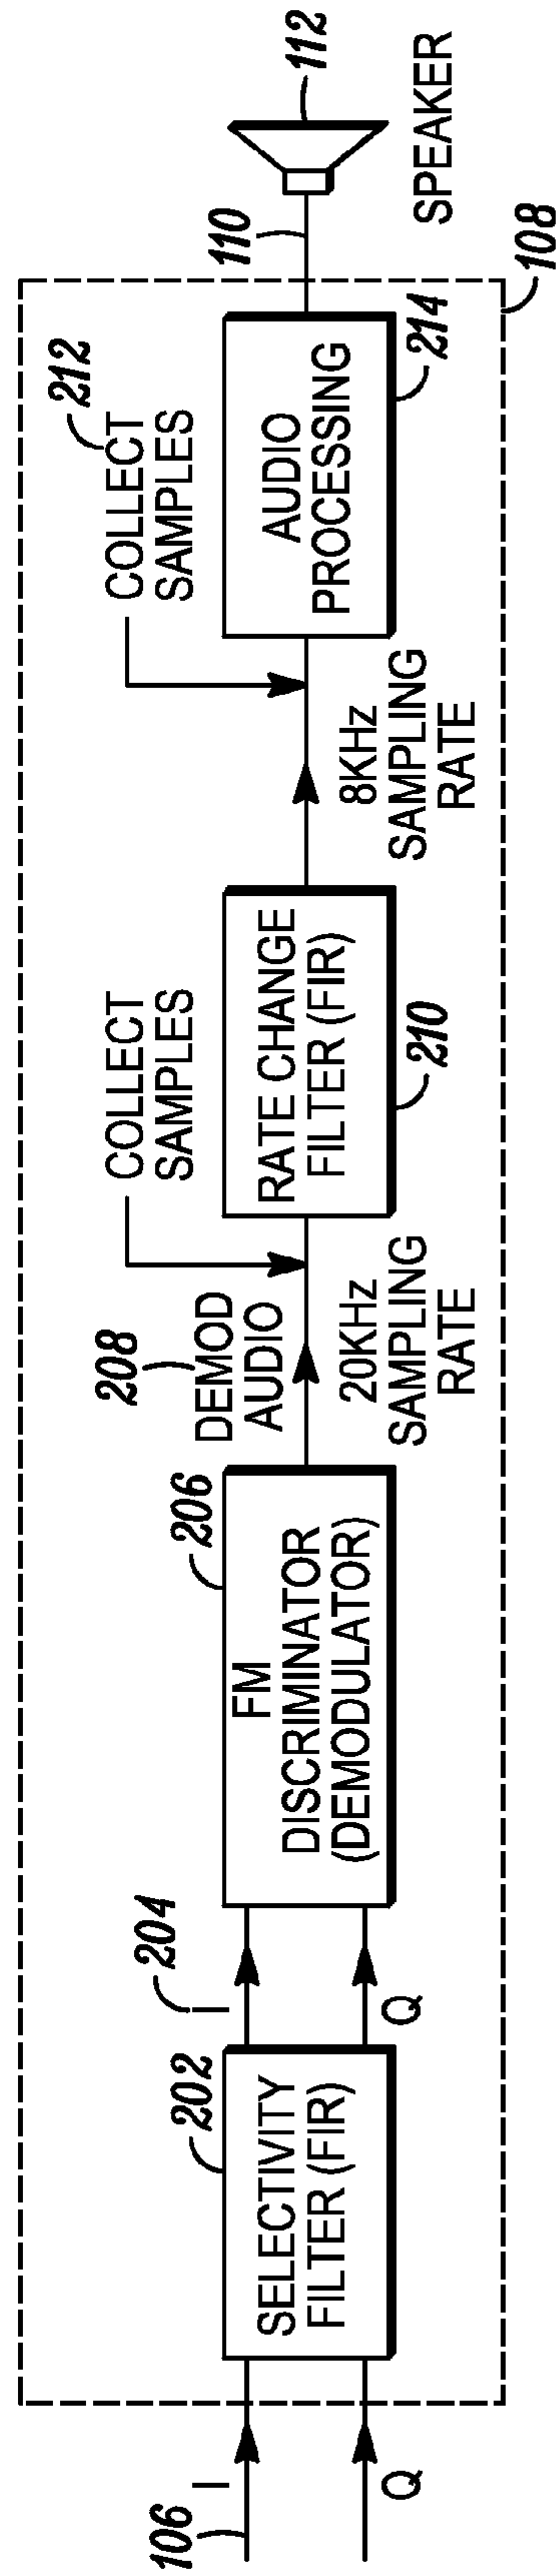 106
I
Q
202
SELECTIVITY
FILTER (FIR)
204
I
Q
206
FM
DISCRIMINATOR
(DEMODULATOR)
208
DEMOD
AUDIO
20KHz
SAMPLING
RATE
COLLECT
SAMPLES
RATE CHANGE
FILTER (FIR)
210
8KHz
SAMPLING
RATE
212
COLLECT
SAMPLES
AUDIO
PROCESSING
214
108
110
112
SPEAKER